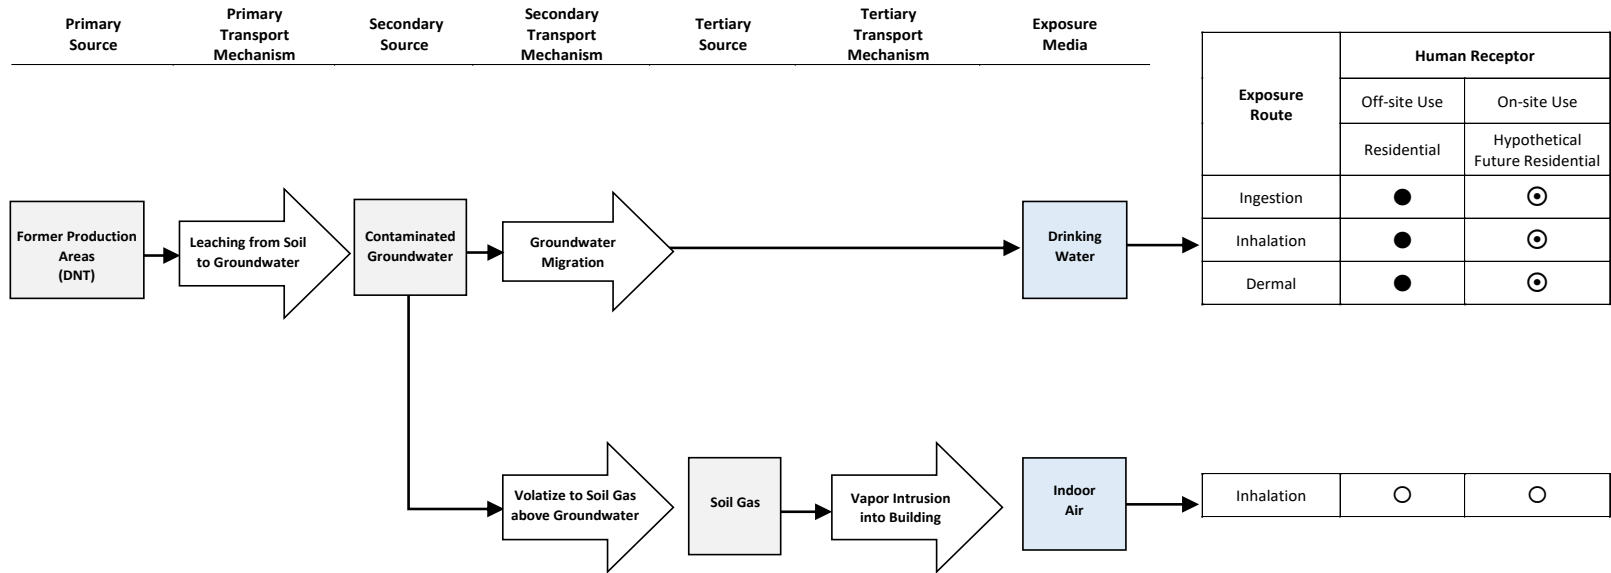 Primary
Source
Primary
Transport
Mechanism
Secondary
Source
Secondary
Transport
Mechanism
Tertiary
Source
Tertiary
Transport
Mechanism
Exposure
Media
Exposure
Route
Human Receptor
Off-site Use
On-site Use
Residential
Hypothetical
Future Residential
Ingestion
Inhalation
Dermal
Former Production
Areas
(DNT)
Leaching from Soil
to Groundwater
Contaminated
Groundwater
Groundwater
Migration
Drinking
Water
Volatize to Soil Gas
above Groundwater
Soil Gas
Vapor Intrusion
into Building
Indoor
Air
Inhalation